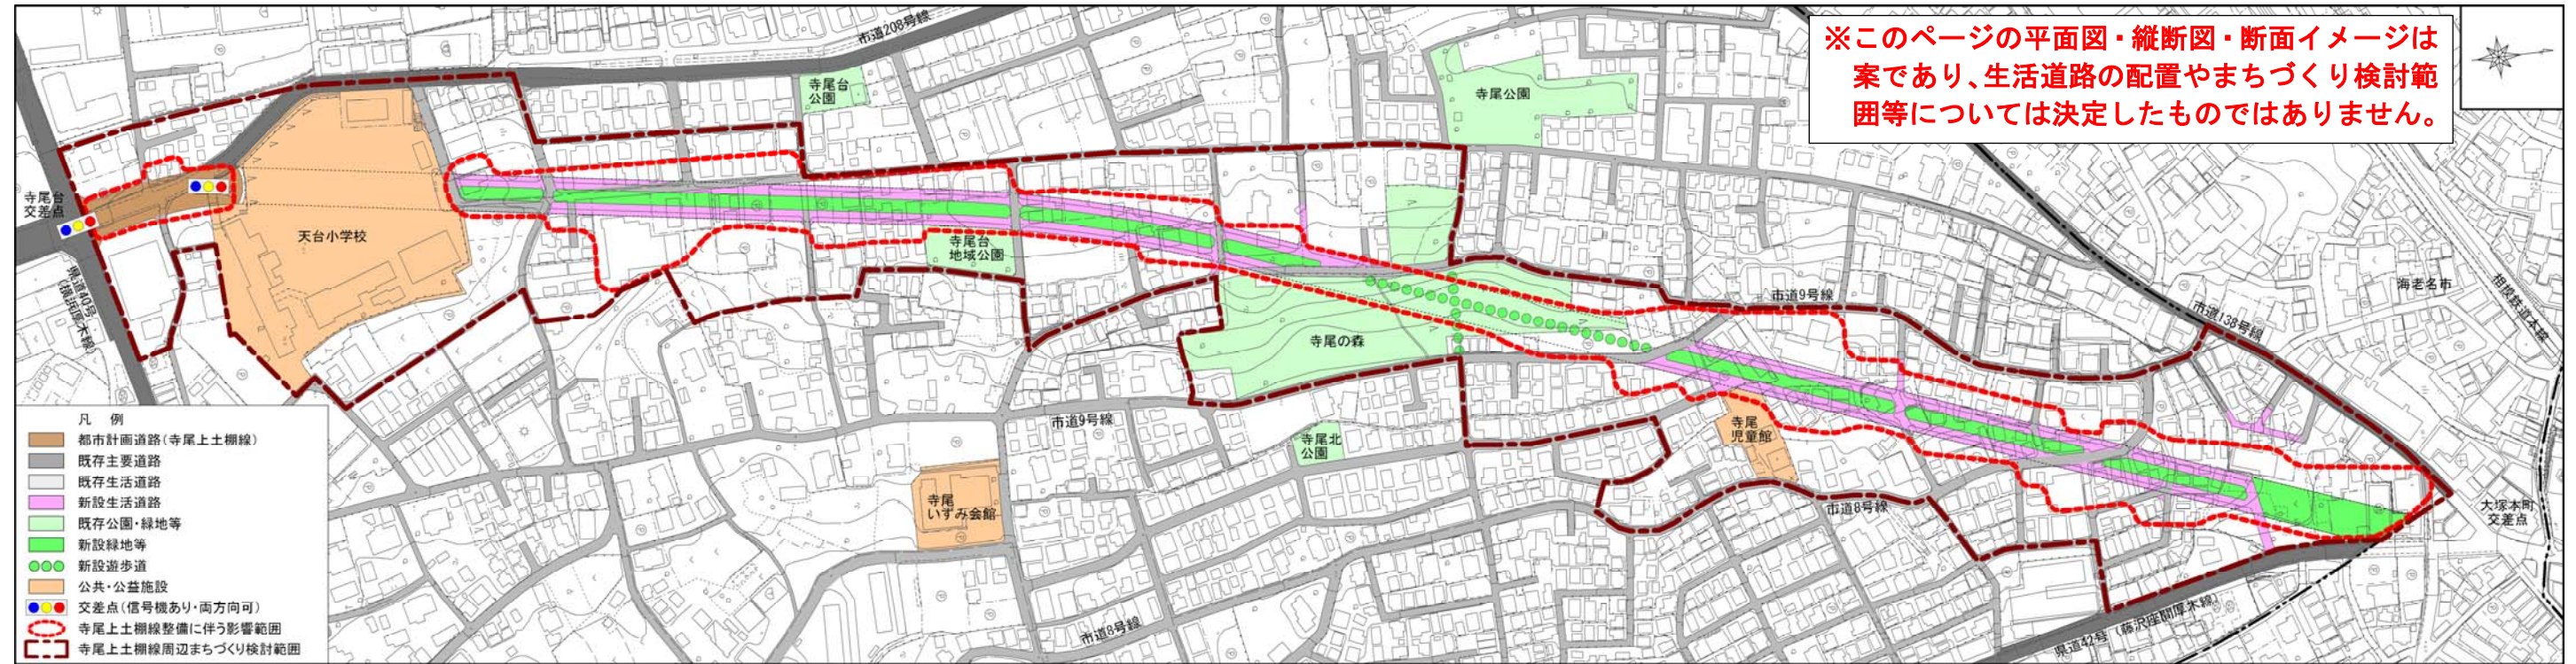 ※このページの平面図・縦断図・断面イメージは
案であり、生活道路の配置やまちづくり検討範
囲等については決定したものではありません。
市道208号線
寺尾台
公園
寺尾公園
寺尾台
交差点
天台小学校
寺尾台
地域公園
県道40号
(横浜厚木線)
寺尾の森
市道9号線
市道138号線
海老名市
相模鉄道本線
市道9号線
寺尾北
公園
寺尾
児童館
寺尾
いずみ会館
市道8号線
大塚本町
交差点
市道8号線
県道42号(藤沢座間厚木線)
凡 例
都市計画道路(寺尾上土棚線)
既存主要道路
既存生活道路
新設生活道路
既存公園・緑地等
新設緑地等
新設遊歩道
公共・公益施設
交差点(信号機あり・両方向可)
寺尾上土棚線整備に伴う影響範囲
寺尾上土棚線周辺まちづくり検討範囲